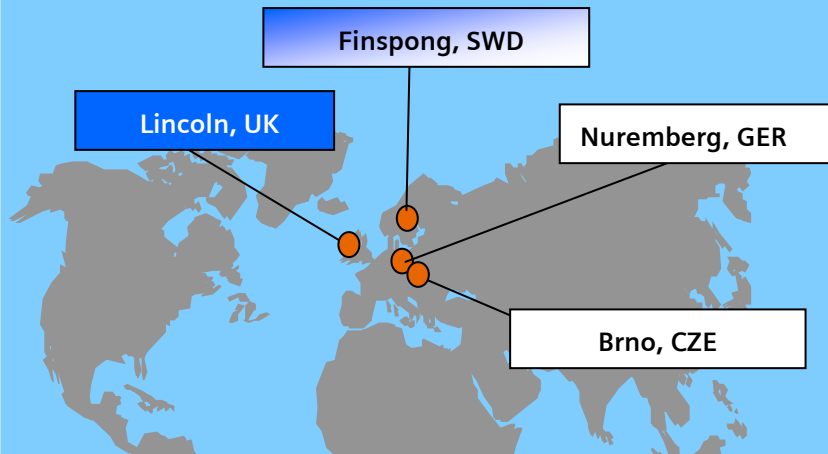 Finspong, SWD
Lincoln, UK
Nuremberg, GER
Brno, CZE